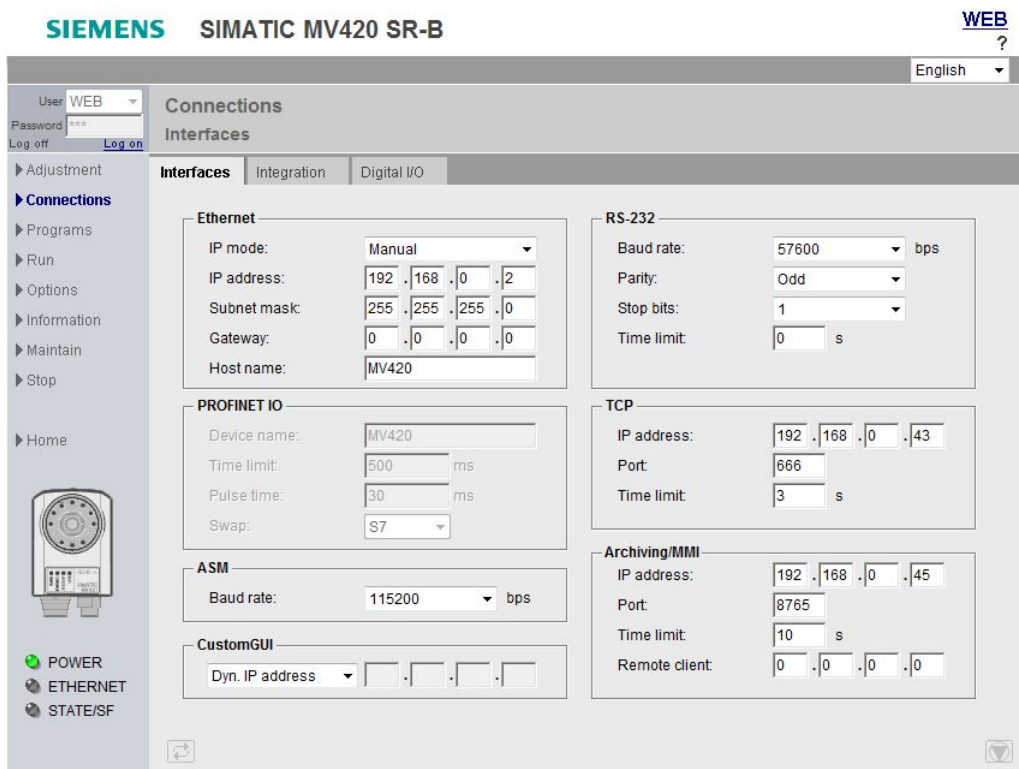 SIEMENS SIMATIC MV420 SR-B
WEB
?
English
User WEB
Password ***
Log off Log on
Connections
Interfaces
Adjustment
Connections
Programs
Run
Options
Information
Maintain
Stop
Home
POWER
ETHERNET
STATE/SF
Interfaces Integration Digital I/O
Ethernet
IP mode: Manual
IP address: 192 . 168 . 0 . 2
Subnet mask: 255 . 255 . 255 . 0
Gateway: 0 . 0 . 0 . 0
Host name: MV420
PROFINET IO
Device name: MV420
Time limit: 500 ms
Pulse time: 30 ms
Swap: S7
ASM
Baud rate: 115200 bps
CustomGUI
Dyn. IP address . . .
RS-232
Baud rate: 57600 bps
Parity: Odd
Stop bits: 1
Time limit: 0 s
TCP
IP address: 192 . 168 . 0 . 43
Port: 666
Time limit: 3 s
Archiving/MMI
IP address: 192 . 168 . 0 . 45
Port: 8765
Time limit: 10 s
Remote client: 0 . 0 . 0 . 0